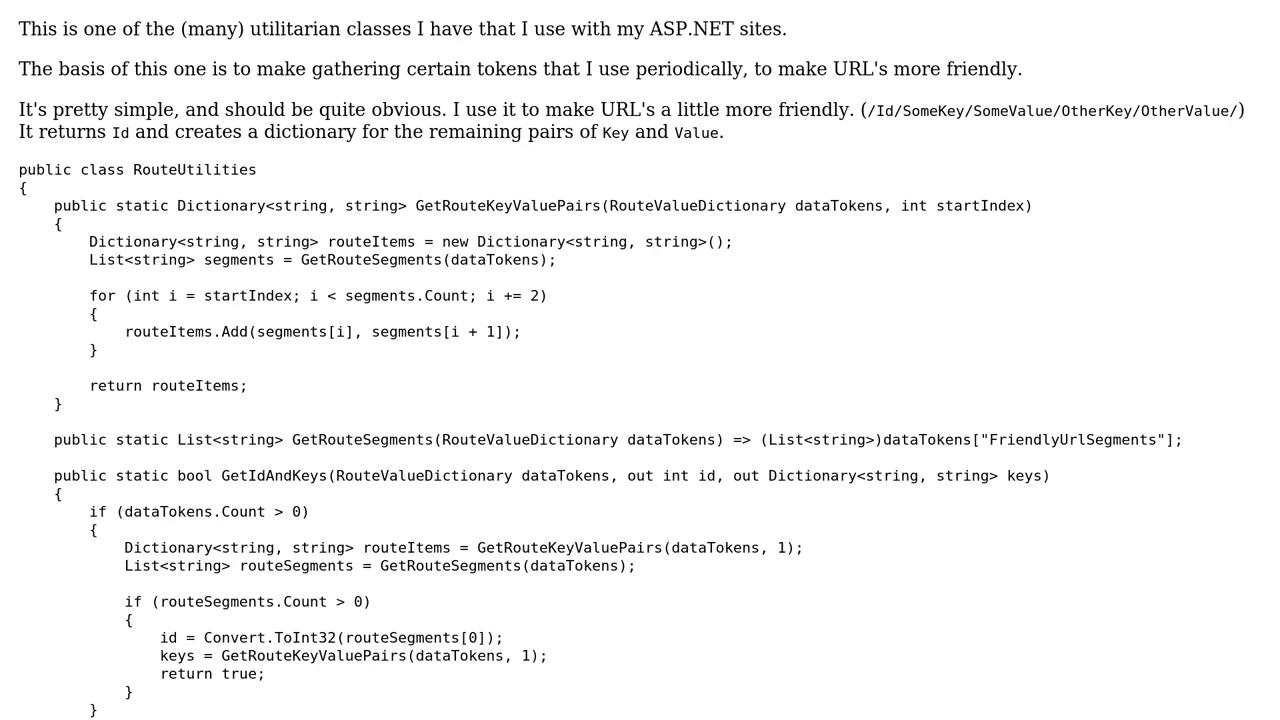 This is one of the (many) utilitarian classes I have that I use with my ASP.NET sites.
The basis of this one is to make gathering certain tokens that I use periodically, to make URL's more friendly.
It's pretty simple, and should be quite obvious. I use it to make URL's a little more friendly. (/Id/SomeKey/SomeValue/OtherKey/OtherValue/)
It returns Id and creates a dictionary for the remaining pairs of Key and Value.
public class RouteUtilities
{
    public static Dictionary<string, string> GetRouteKeyValuePairs(RouteValueDictionary dataTokens, int startIndex)
    {
        Dictionary<string, string> routeItems = new Dictionary<string, string>();
        List<string> segments = GetRouteSegments(dataTokens);

        for (int i = startIndex; i < segments.Count; i += 2)
        {
            routeItems.Add(segments[i], segments[i + 1]);
        }

        return routeItems;
    }

    public static List<string> GetRouteSegments(RouteValueDictionary dataTokens) => (List<string>)dataTokens["FriendlyUrlSegments"];

    public static bool GetIdAndKeys(RouteValueDictionary dataTokens, out int id, out Dictionary<string, string> keys)
    {
        if (dataTokens.Count > 0)
        {
            Dictionary<string, string> routeItems = GetRouteKeyValuePairs(dataTokens, 1);
            List<string> routeSegments = GetRouteSegments(dataTokens);

            if (routeSegments.Count > 0)
            {
                id = Convert.ToInt32(routeSegments[0]);
                keys = GetRouteKeyValuePairs(dataTokens, 1);
                return true;
            }
        }